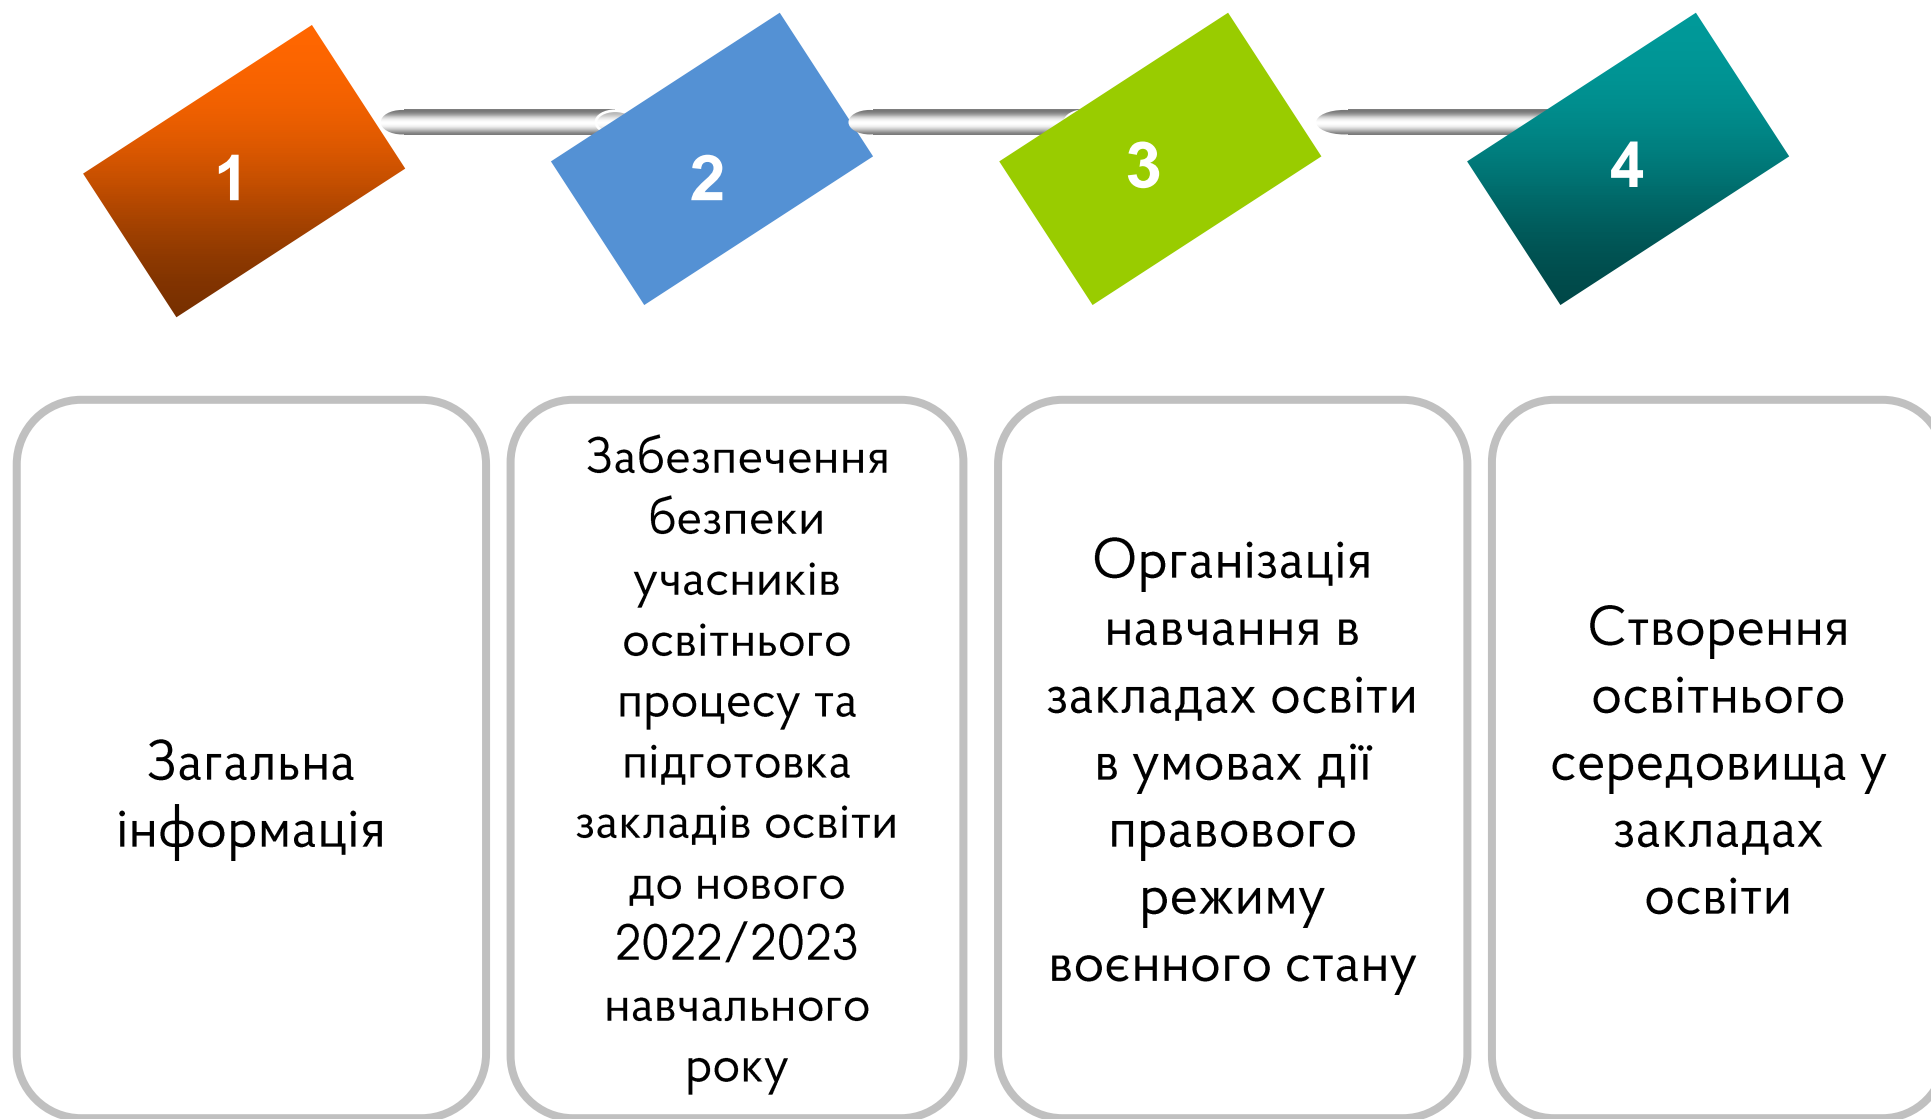 1
2
3
4
Загальна
інформація
Забезпечення
безпеки
учасників
освітнього
процесу та
підготовка
закладів освіти
до нового
2022/2023
навчального
року
Організація
навчання в
закладах освіти
в умовах дії
правового
режиму
воєнного стану
Створення
освітнього
середовища у
закладах
освіти